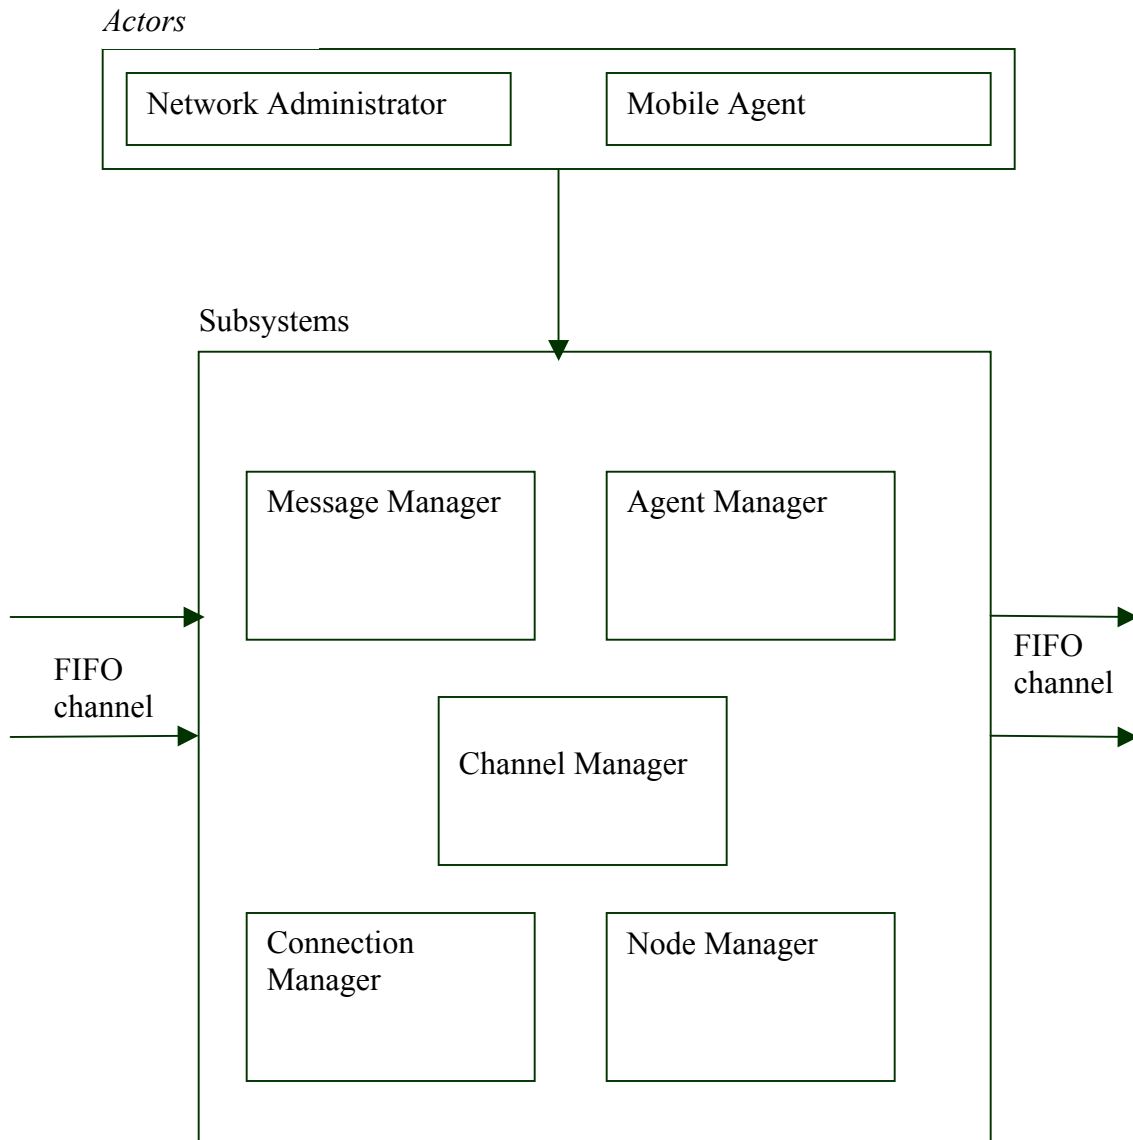 Actors
Network Administrator
Mobile Agent
Subsystems
Message Manager
Agent Manager
FIFO
channel
FIFO
channel
Channel Manager
Connection
Manager
Node Manager